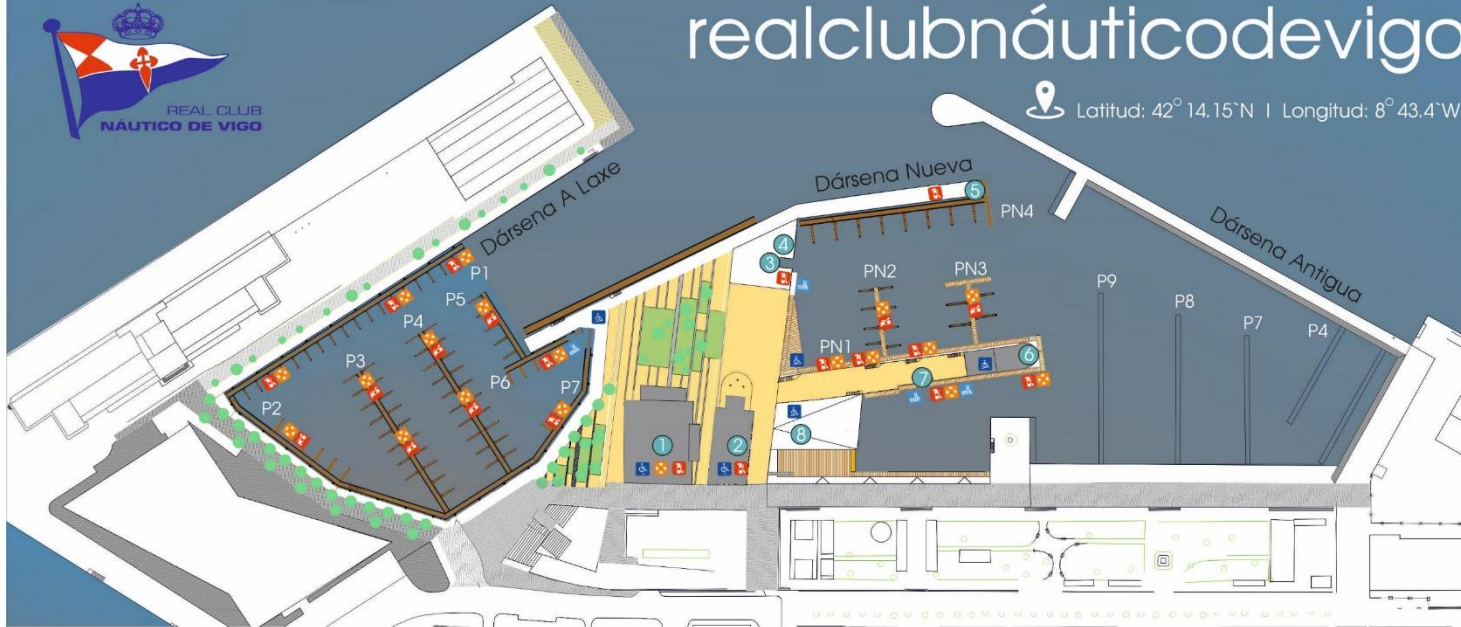 realclubnáuticodevigo
REAL CLUB
NÁUTICO DE VIGO
Latitud: 42° 14.15`N | Longitud: 8° 43.4`W
Dársena A Laxe
Dársena Nueva
Dársena Antigua
5
PN4
4
3
P1
P5
P4
P3
P6
P7
P2
PN2
PN3
PN1
6
7
8
1
2
P9
P8
P7
P4